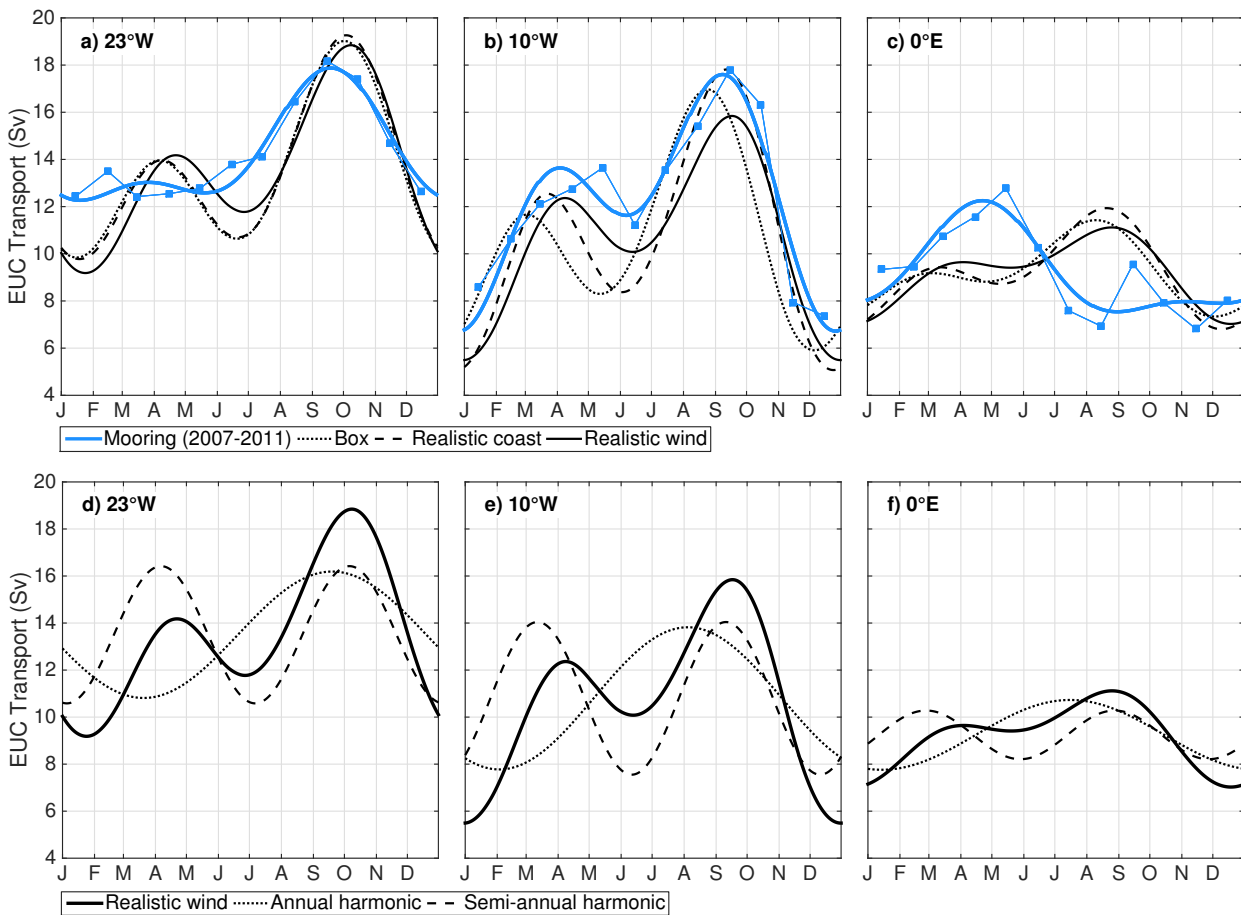 a) 23°W b) 10°W c) 0°E
EUC Transport (Sv)
20
18
16
14
12
10
8
6
4
J F M A M J J A S O N D J F M A M J J A S O N D J F M A M J J A S O N D
Mooring (2007-2011) Box Realistic coast Realistic wind
d) 23°W e) 10°W f) 0°E
EUC Transport (Sv)
20
18
16
14
12
10
8
6
4
J F M A M J J A S O N D J F M A M J J A S O N D J F M A M J J A S O N D
Realistic wind Annual harmonic Semi-annual harmonic